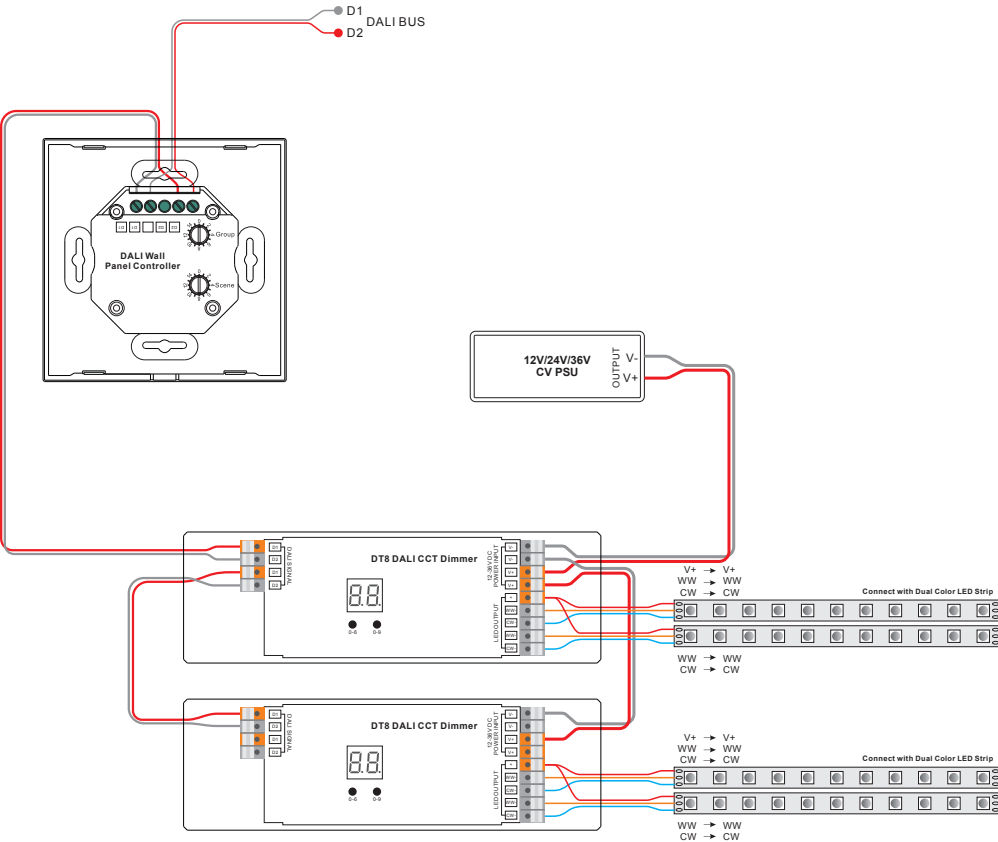 D1
DALI BUS
D2
Group
DALI Wall
Panel Controller
Scene
12V/24V/36V
CV PSU
OUTPUT
V-
V+
DT8 DALI CCT Dimmer
DALI SIGNAL
D1
D2
D1
D2
0-6
0-9
12-36VDC
POWER INPUT
LED OUTPUT
V-
V-
V+
V+
+
WW-
CW-
WW-
CW-
V+ → V+
WW → WW
CW → CW
Connect with Dual Color LED Strip
WW → WW
CW → CW
DT8 DALI CCT Dimmer
DALI SIGNAL
D1
D2
D1
D2
0-6
0-9
12-36VDC
POWER INPUT
LED OUTPUT
V-
V-
V+
V+
+
WW-
CW-
WW-
CW-
V+ → V+
WW → WW
CW → CW
Connect with Dual Color LED Strip
WW → WW
CW → CW